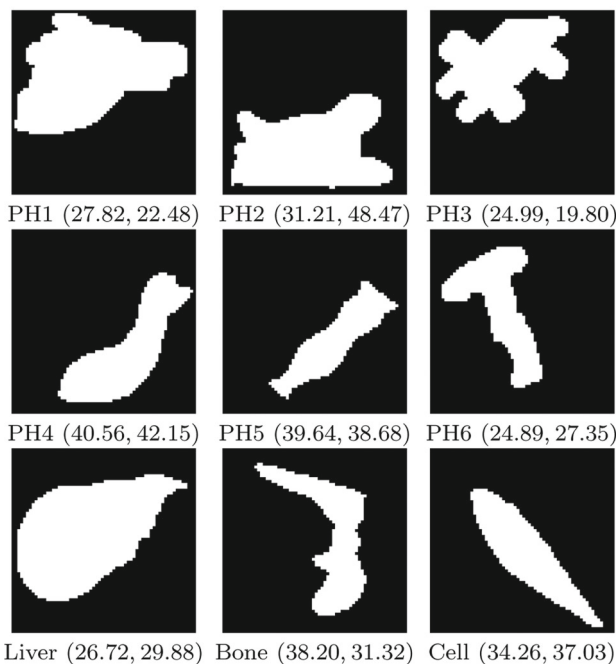 PH1 (27.82, 22.48) PH2 (31.21, 48.47) PH3 (24.99, 19.80)
PH4 (40.56, 42.15) PH5 (39.64, 38.68) PH6 (24.89, 27.35)
Liver (26.72, 29.88) Bone (38.20, 31.32) Cell (34.26, 37.03)